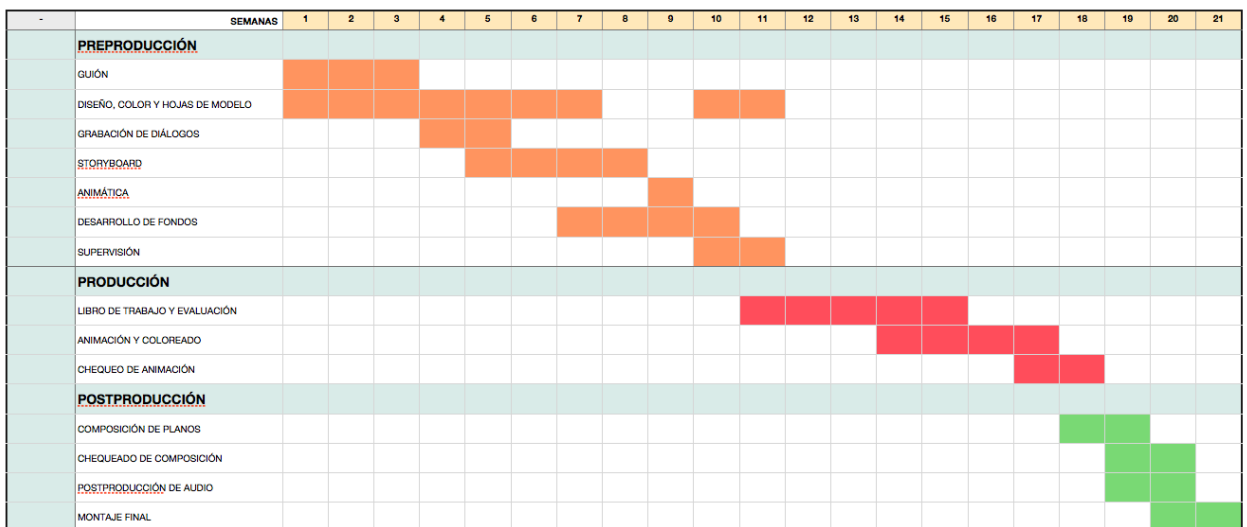 - SEMANAS 1 2 3 4 5 6 7 8 9 10 11 12 13 14 15 16 17 18 19 20 21
PREPRODUCCIÓN
GUIÓN
DISEÑO, COLOR Y HOJAS DE MODELO
GRABACIÓN DE DIÁLOGOS
STORYBOARD
ANIMÁTICA
DESARROLLO DE FONDOS
SUPERVISIÓN
PRODUCCIÓN
LIBRO DE TRABAJO Y EVALUACIÓN
ANIMACIÓN Y COLOREADO
CHEQUEO DE ANIMACIÓN
POSTPRODUCCIÓN
COMPOSICIÓN DE PLANOS
CHEQUEADO DE COMPOSICIÓN
POSTPRODUCCIÓN DE AUDIO
MONTAJE FINAL